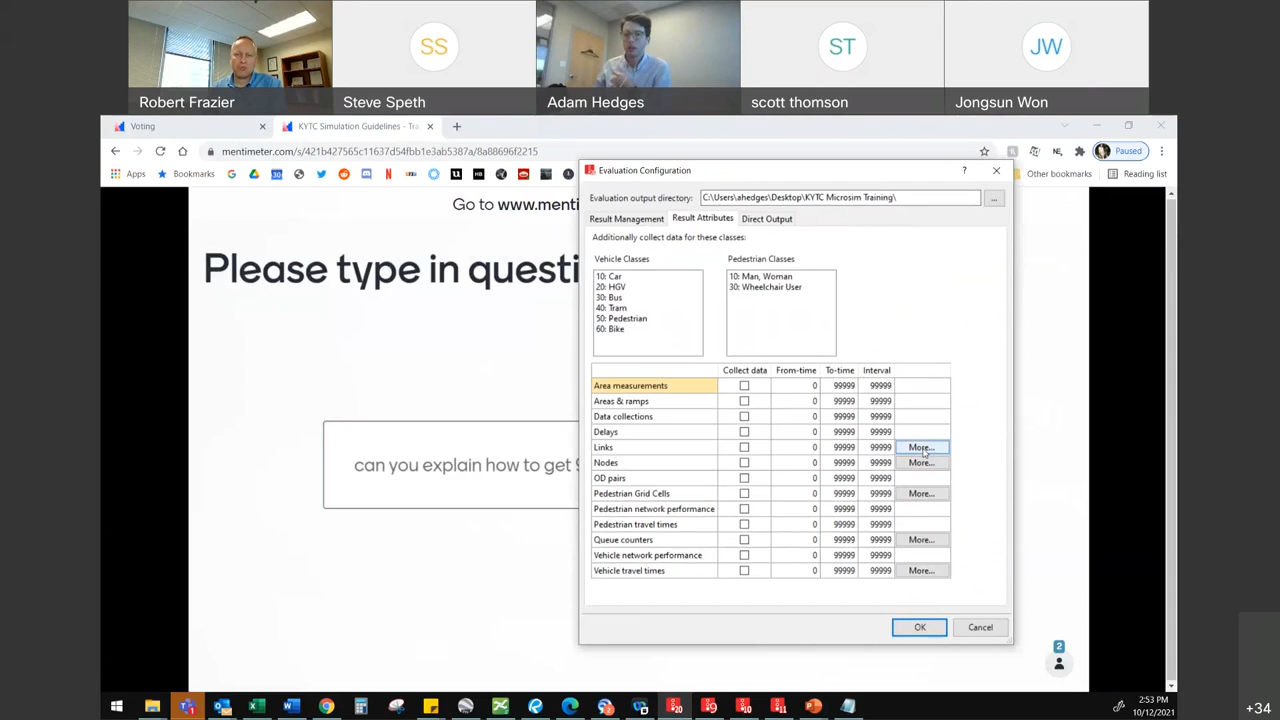 SS
ST
JW
Robert Frazier
Steve Speth
Adam Hedges
scott thomson
Jongsun Won
Voting
KYTC Simulation Guidelines - Tra
mentimeter.com/s/421b427565c11637d54fbb1e3ab5387a/8a88696f2215
Paused
Apps
Bookmarks
Other bookmarks
Reading list
Go to www.menti
Please type in questi
can you explain how to get 9
Evaluation Configuration
?
Evaluation output directory:
C:\Users\ahedges\Desktop\KYTC Microsim Training\
...
Result Management
Result Attributes
Direct Output
Additionally collect data for these classes:
Vehicle Classes
Pedestrian Classes
10: Car
20: HGV
30: Bus
40: Tram
50: Pedestrian
60: Bike
10: Man, Woman
30: Wheelchair User
Collect data From-time To-time Interval
Area measurements 0 99999 99999
Areas & ramps 0 99999 99999
Data collections 0 99999 99999
Delays 0 99999 99999
Links 0 99999 99999 More...
Nodes 0 99999 99999 More...
OD pairs 0 99999 99999
Pedestrian Grid Cells 0 99999 99999 More...
Pedestrian network performance 0 99999 99999
Pedestrian travel times 0 99999 99999
Queue counters 0 99999 99999 More...
Vehicle network performance 0 99999 99999
Vehicle travel times 0 99999 99999 More...
OK
Cancel
2
2:53 PM
10/12/2021
+34